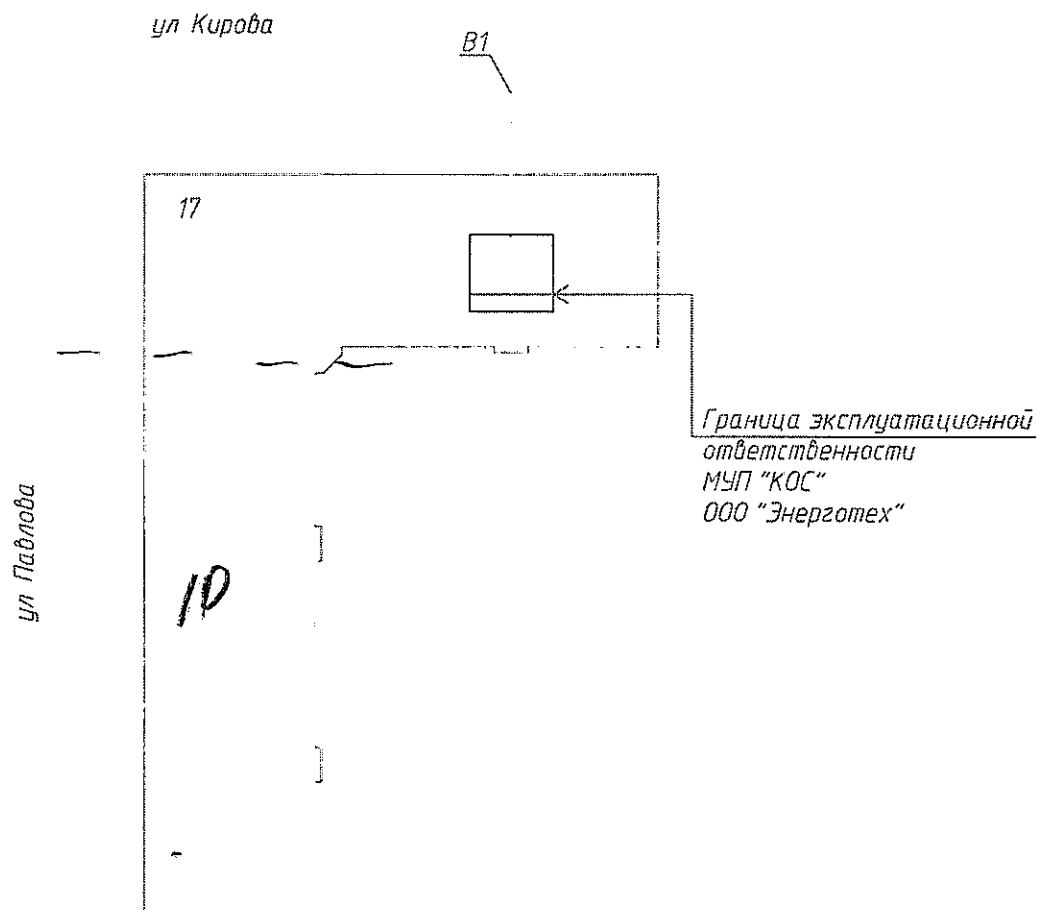 ул Кирова
В1
17
Граница эксплуатационной
ответственности
МУП "КОС"
ООО "Энерготех"
ул Павлова
10